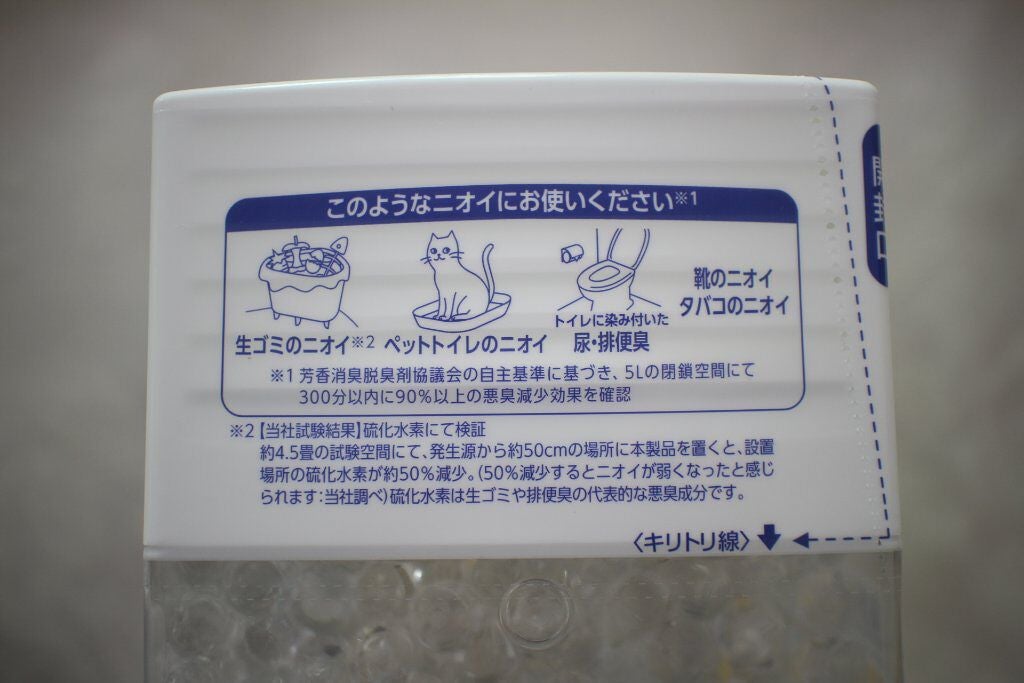 このようなニオイにお使いください※1
生ゴミのニオイ※2
ペットトイレのニオイ
トイレに染み付いた
尿・排便臭
靴のニオイ
タバコのニオイ
※1 芳香消臭脱臭剤協議会の自主基準に基づき、5Lの閉鎖空間にて
300分以内に90%以上の悪臭減少効果を確認
※2【当社試験結果】硫化水素にて検証
約4.5畳の試験空間にて、発生源から約50cmの場所に本製品を置くと、設置
場所の硫化水素が約50%減少。(50%減少するとニオイが弱くなったと感じ
られます:当社調べ)硫化水素は生ゴミや排便臭の代表的な悪臭成分です。
〈キリトリ線〉
開封口